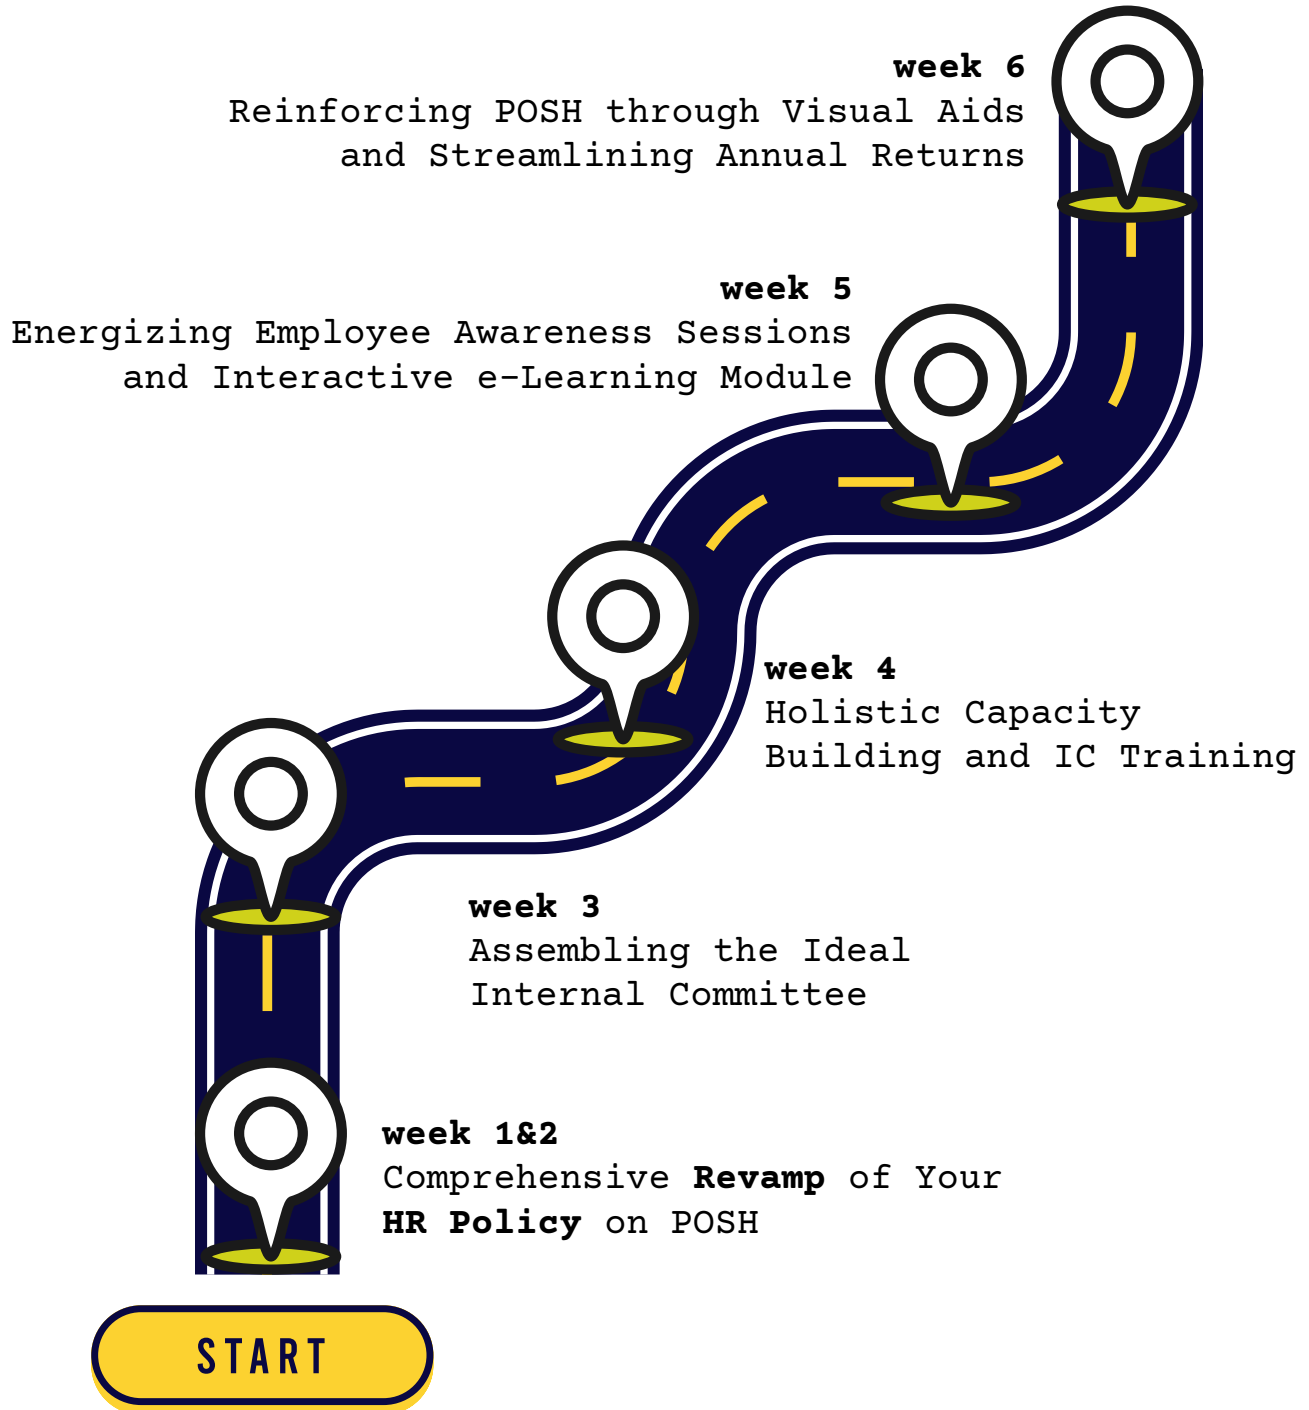 week 6
Reinforcing POSH through Visual Aids
and Streamlining Annual Returns
week 5
Energizing Employee Awareness Sessions
and Interactive e-Learning Module
week 4
Holistic Capacity
Building and IC Training
week 3
Assembling the Ideal
Internal Committee
week 1&2
Comprehensive Revamp of Your
HR Policy on POSH
START